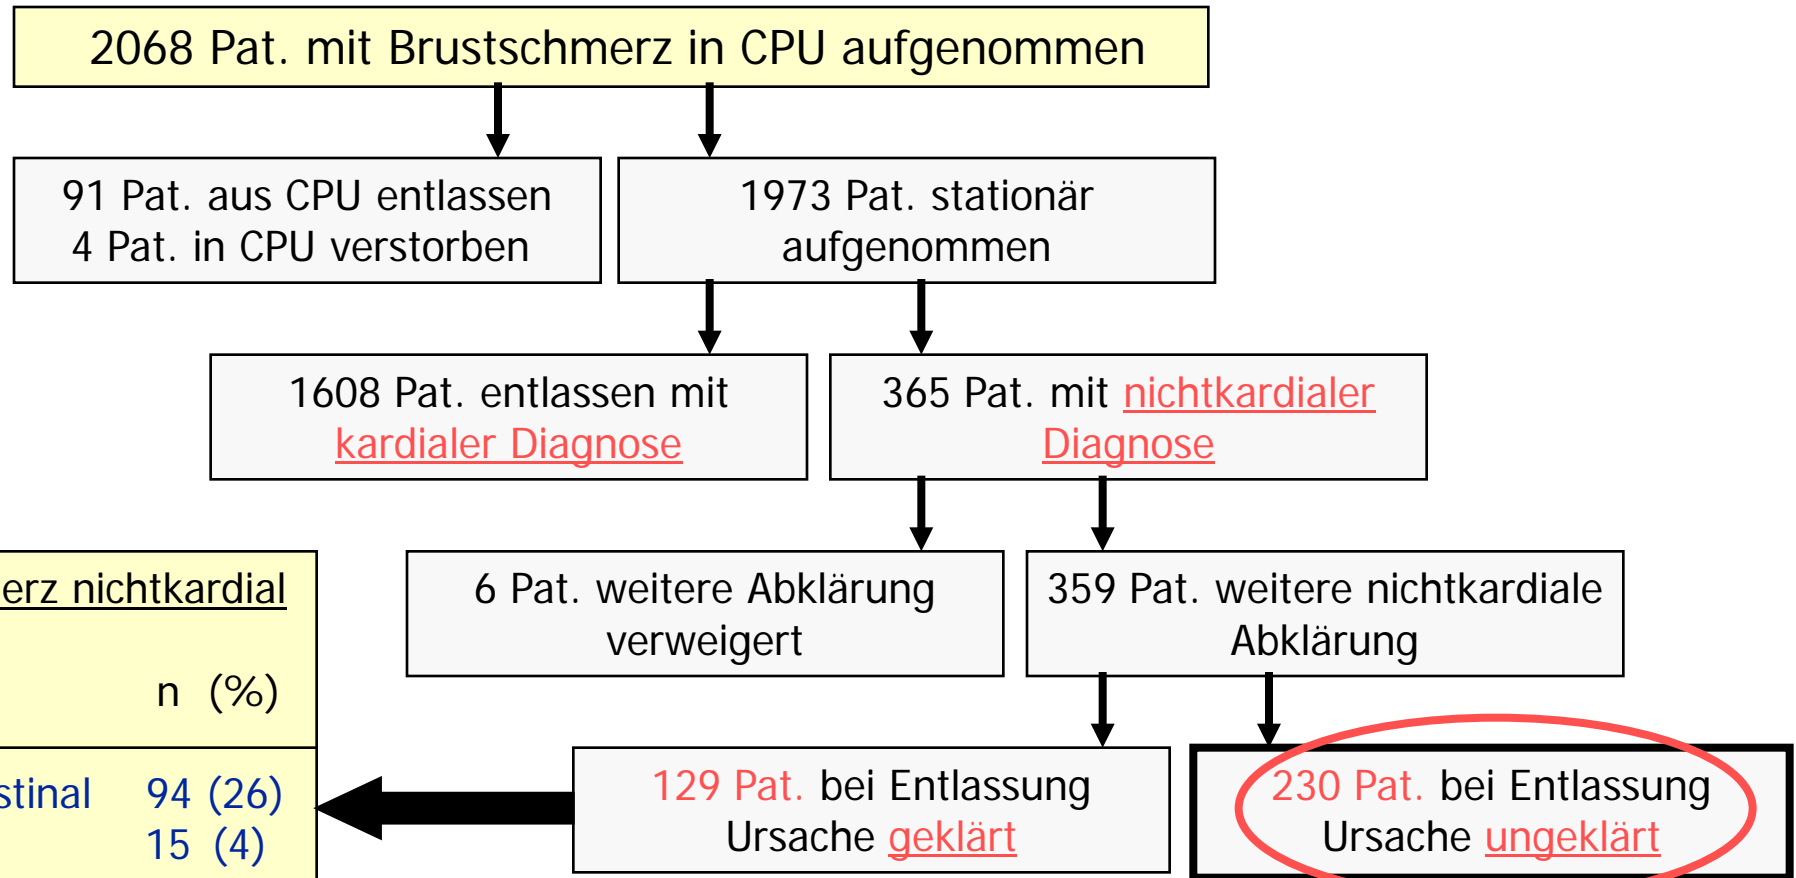 2068 Pat. mit Brustschmerz in CPU aufgenommen
91 Pat. aus CPU entlassen
4 Pat. in CPU verstorben
1973 Pat. stationär
aufgenommen
1608 Pat. entlassen mit
kardialer Diagnose
365 Pat. mit nichtkardialer
Diagnose
6 Pat. weitere Abklärung
verweigert
359 Pat. weitere nichtkardiale
Abklärung
erz nichtkardial
n (%)
stinal 94 (26)
15 (4)
129 Pat. bei Entlassung
Ursache geklärt
230 Pat. bei Entlassung
Ursache ungeklärt